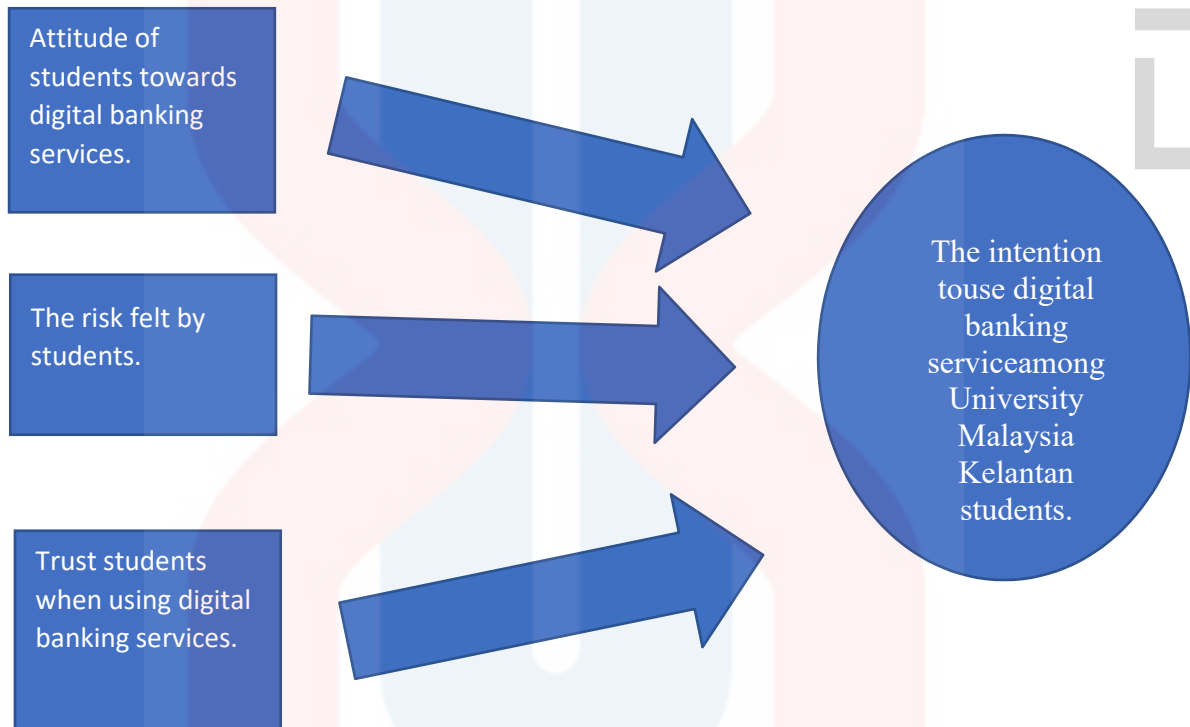 Attitude of
students towards
digital banking
services.
The risk felt by
students.
Trust students
when using digital
banking services.
The intention
touse digital
banking
serviceamong
University
Malaysia
Kelantan
students.